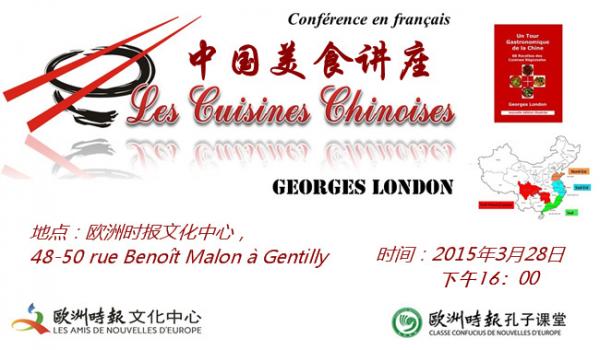 Conférence en français
中国美食讲座
Les Cuisines Chinoises
GEORGES LONDON
Un Tour
Gastronomique
de la Chine
Georges London
地点：欧洲时报文化中心，
48-50 rue Benoît Malon à Gentilly
时间：2015年3月28日
下午16：00
欧洲時報文化中心
LES AMIS DE NOUVELLES D'EUROPE
欧洲時報孔子课堂
CLASSE CONFUCIUS DE NOUVELLES D'EUROPE